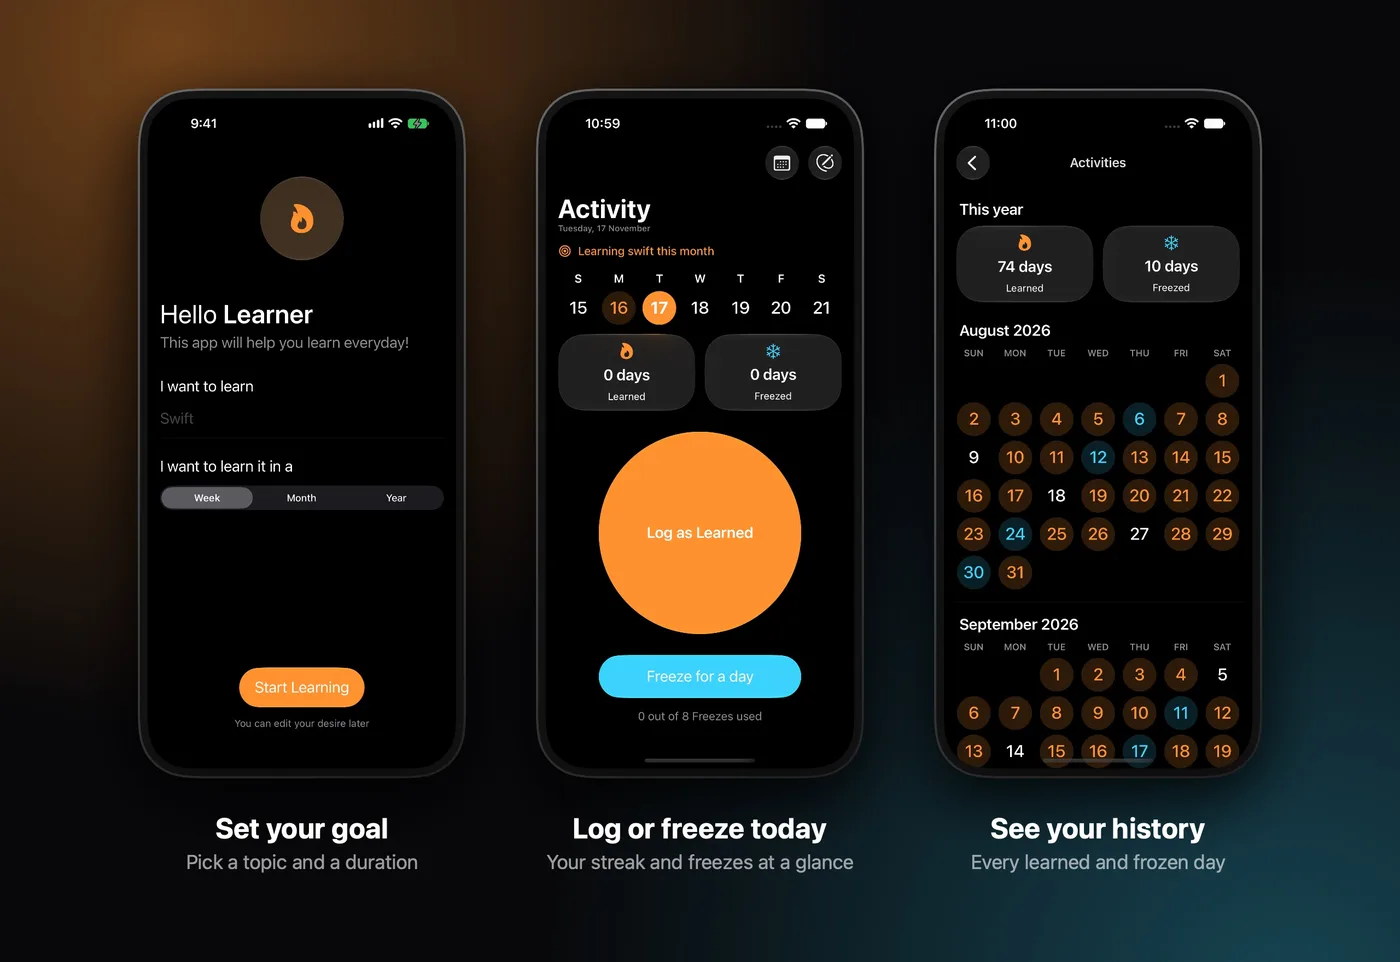 9:41
Hello Learner
This app will help you learn everyday!
I want to learn
Swift
I want to learn it in a
Week Month Year
Start Learning
You can edit your desire later
Set your goal
Pick a topic and a duration
10:59
Activity
Tuesday, 17 November
Learning swift this month
S M T W T F S
15 16 17 18 19 20 21
0 days 0 days
Learned Freezed
Log as Learned
Freeze for a day
0 out of 8 Freezes used
Log or freeze today
Your streak and freezes at a glance
11:00
Activities
This year
74 days 10 days
Learned Freezed
August 2026
SUN MON TUE WED THU FRI SAT
1
2 3 4 5 6 7 8
9 10 11 12 13 14 15
16 17 18 19 20 21 22
23 24 25 26 27 28 29
30 31
September 2026
SUN MON TUE WED THU FRI SAT
1 2 3 4 5
6 7 8 9 10 11 12
13 14 15 16 17 18 19
See your history
Every learned and frozen day